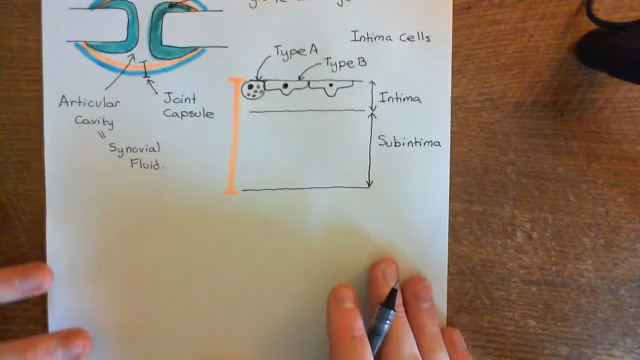 Intima Cells
Type A
Type B
Intima
Subintima
Articular
Cavity
"
Synovial
Fluid.
Joint
Capsule